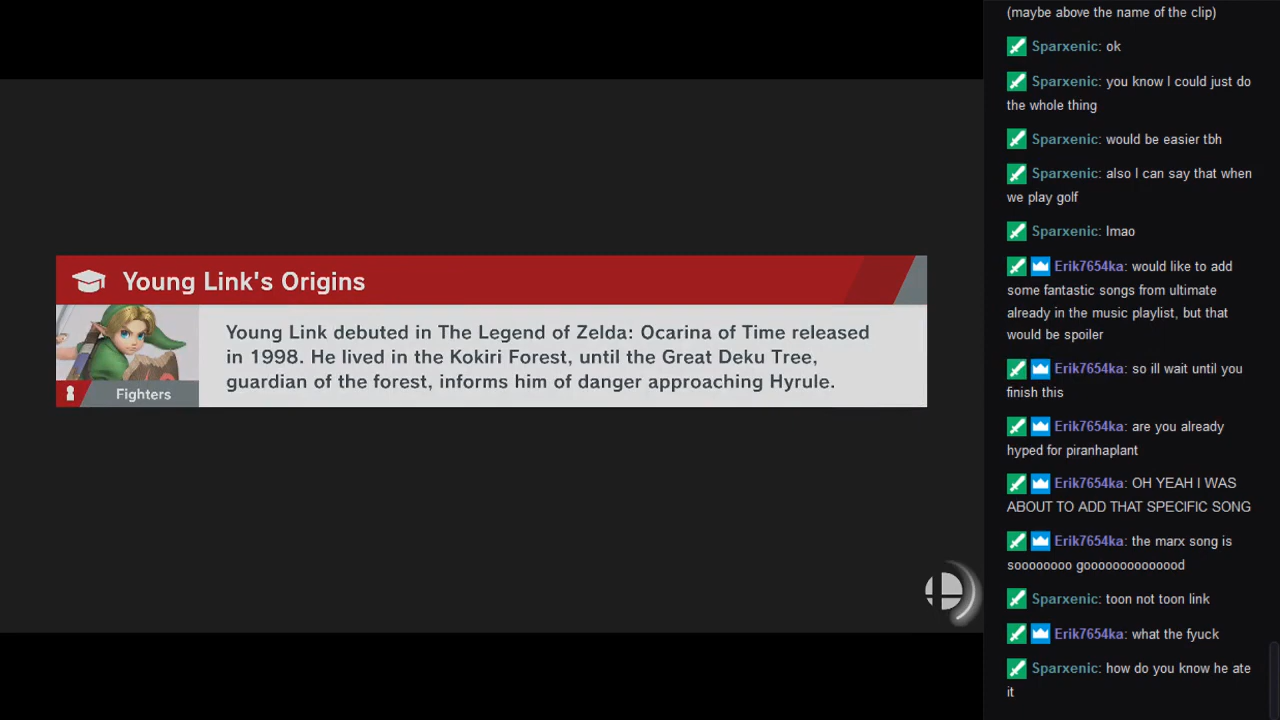 Young Link's Origins
Young Link debuted in The Legend of Zelda: Ocarina of Time released
in 1998. He lived in the Kokiri Forest, until the Great Deku Tree,
guardian of the forest, informs him of danger approaching Hyrule.
Fighters
(maybe above the name of the clip)
Sparxenic: ok
Sparxenic: you know I could just do
the whole thing
Sparxenic: would be easier tbh
Sparxenic: also I can say that when
we play golf
Sparxenic: lmao
Erik7654ka: would like to add
some fantastic songs from ultimate
already in the music playlist, but that
would be spoiler
Erik7654ka: so ill wait until you
finish this
Erik7654ka: are you already
hyped for piranhaplant
Erik7654ka: OH YEAH I WAS
ABOUT TO ADD THAT SPECIFIC SONG
Erik7654ka: the marx song is
soooooooo goooooooooooood
Sparxenic: toon not toon link
Erik7654ka: what the fyuck
Sparxenic: how do you know he ate
it